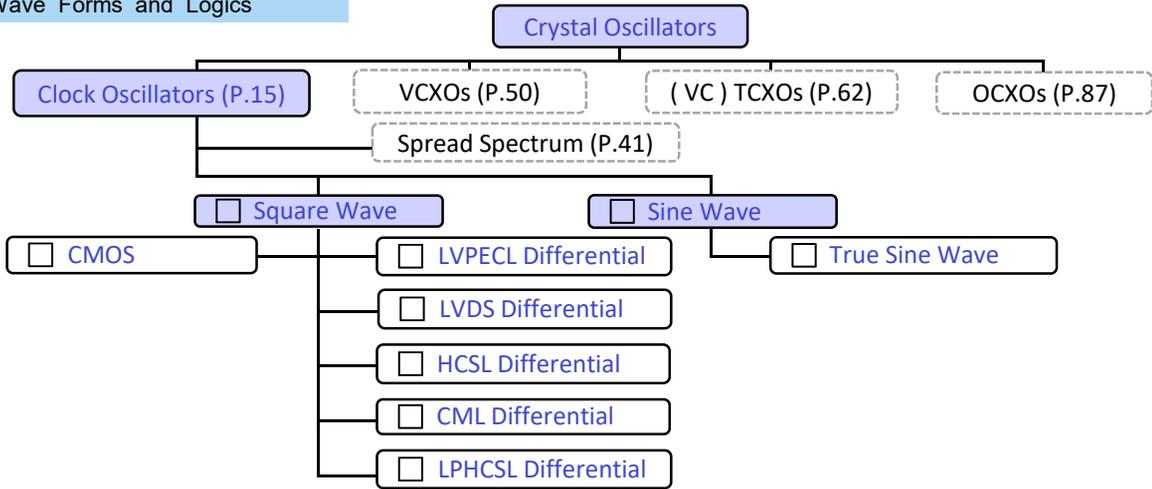 Wave Forms and Logics
Crystal Oscillators
Clock Oscillators (P.15)
VCXOs (P.50)
( VC ) TCXOs (P.62)
OCXOs (P.87)
Spread Spectrum (P.41)
Square Wave
Sine Wave
CMOS
LVPECL Differential
True Sine Wave
LVDS Differential
HCSL Differential
CML Differential
LPHCSL Differential